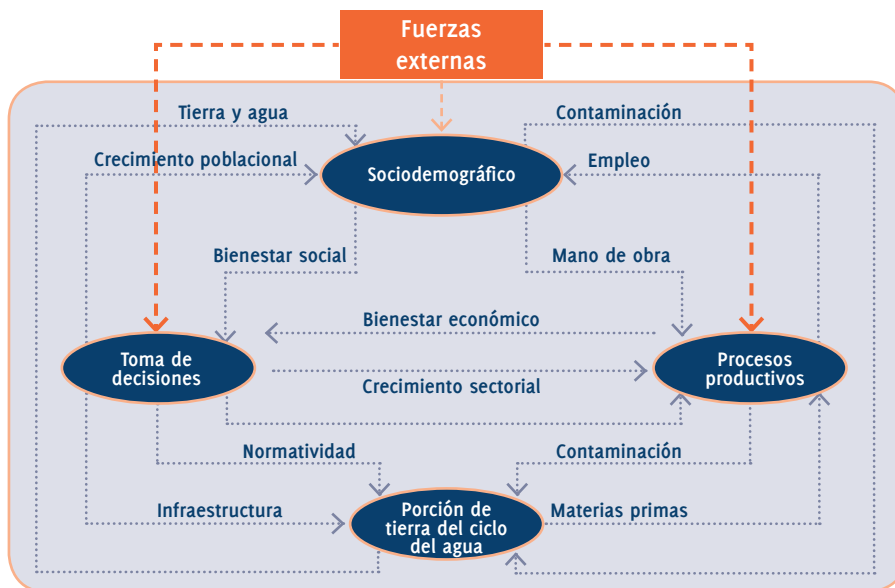 Fuerzas
externas
Tierra y agua
Contaminación
Crecimiento poblacional
Empleo
Sociodemográfico
Bienestar social
Mano de obra
Bienestar económico
Toma de
decisiones
Procesos
productivos
Crecimiento sectorial
Normatividad
Contaminación
Infraestructura
Porción de
tierra del ciclo
del agua
Materias primas